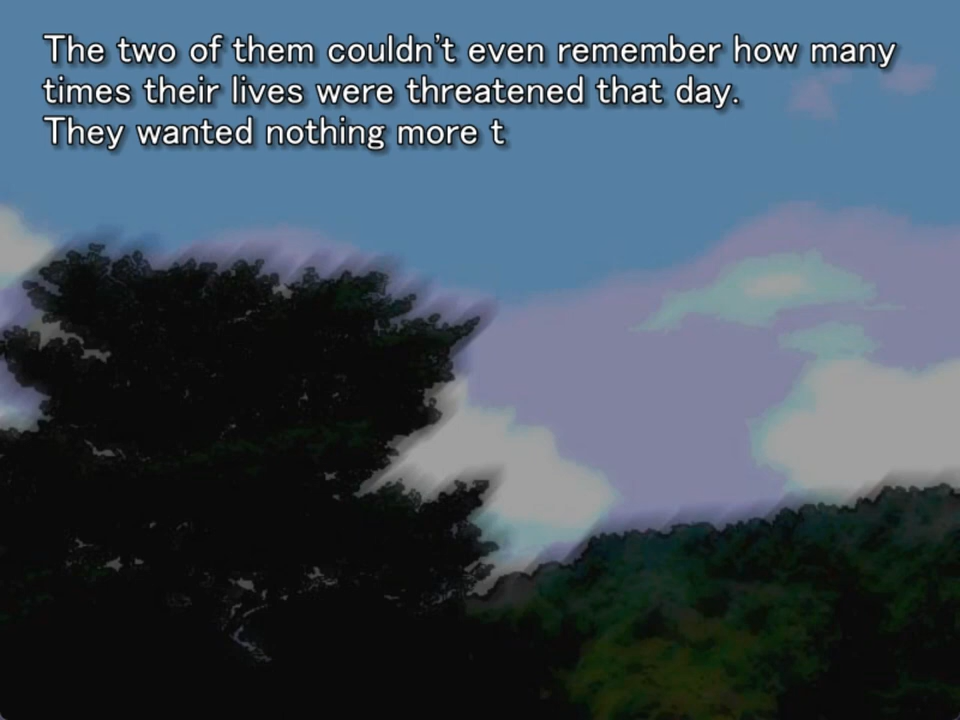 The two of them couldn't even remember how many
times their lives were threatened that day.
They wanted nothing more t